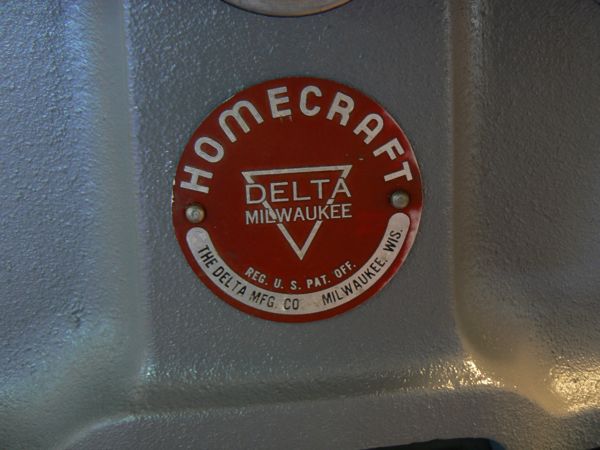 HOMECRAFT
DELTA
MILWAUKEE
REG. U. S. PAT. OFF.
THE DELTA MFG. CO MILWAUKEE, WIS.